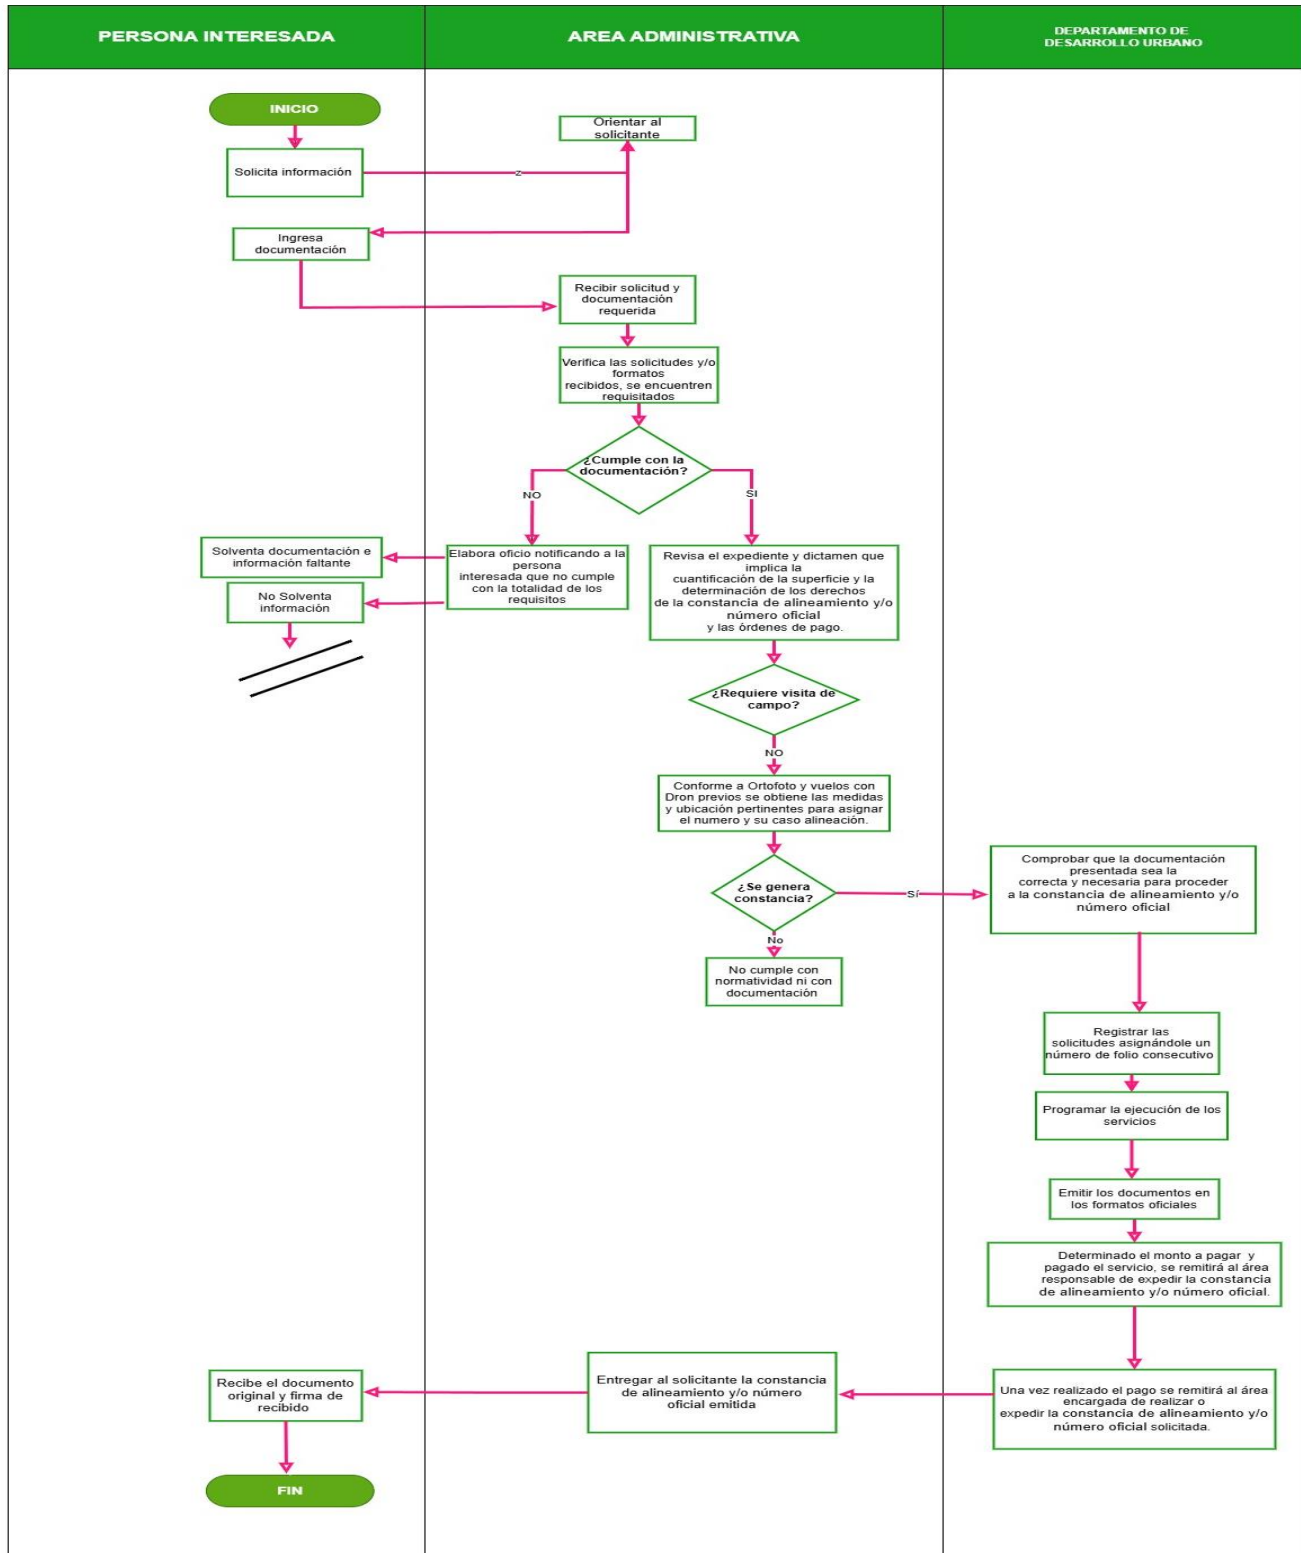 PERSONA INTERESADA
AREA ADMINISTRATIVA
DEPARTAMENTO DE
DESARROLLO URBANO
INICIO
Orientar al
solicitante
Solicita información
z
Ingresa
documentación
Recibir solicitud y
documentación
requerida
Verifica las solicitudes y/o
formatos
recibidos, se encuentren
requisitados
¿Cumple con la
documentación?
NO
SI
Solventa documentación e
información faltante
No Solventa
información
Elabora oficio notificando a la
persona
interesada que no cumple
con la totalidad de los
requisitos
Revisa el expediente y dictamen que
implica la
cuantificación de la superficie y la
determinación de los derechos
de la constancia de alineamiento y/o
número oficial
y las órdenes de pago.
¿Requiere visita de
campo?
NO
Conforme a Ortofoto y vuelos con
Dron previos se obtiene las medidas
y ubicación pertinentes para asignar
el numero y su caso alineación.
¿Se genera
constancia?
Sí
No
No cumple con
normatividad ni con
documentación
Comprobar que la documentación
presentada sea la
correcta y necesaria para proceder
a la constancia de alineamiento y/o
número oficial
Registrar las
solicitudes asignándole un
número de folio consecutivo
Programar la ejecución de los
servicios
Emitir los documentos en
los formatos oficiales
Determinado el monto a pagar y
pagado el servicio, se remitirá al área
responsable de expedir la constancia
de alineamiento y/o número oficial.
Una vez realizado el pago se remitirá al área
encargada de realizar o
expedir la constancia de alineamiento y/o
número oficial solicitada.
Entregar al solicitante la constancia
de alineamiento y/o número
oficial emitida
Recibe el documento
original y firma de
recibido
FIN